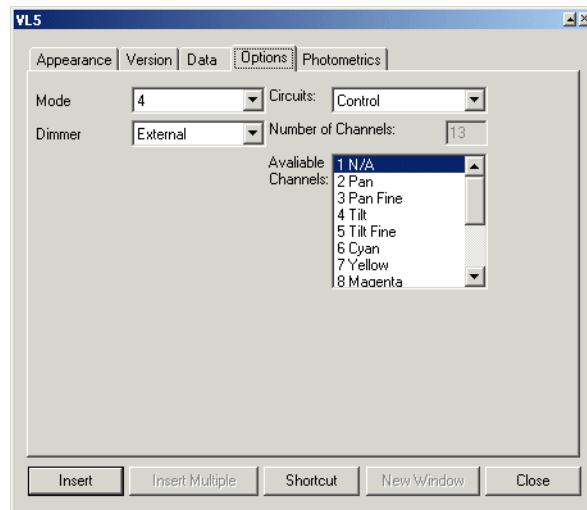 VL5
Appearance Version Data Options Photometrics
Mode 4 Circuits: Control
Dimmer External Number of Channels: 13
Avaliable Channels:
1 N/A
2 Pan
3 Pan Fine
4 Tilt
5 Tilt Fine
6 Cyan
7 Yellow
8 Magenta
Insert Insert Multiple Shortcut New Window Close